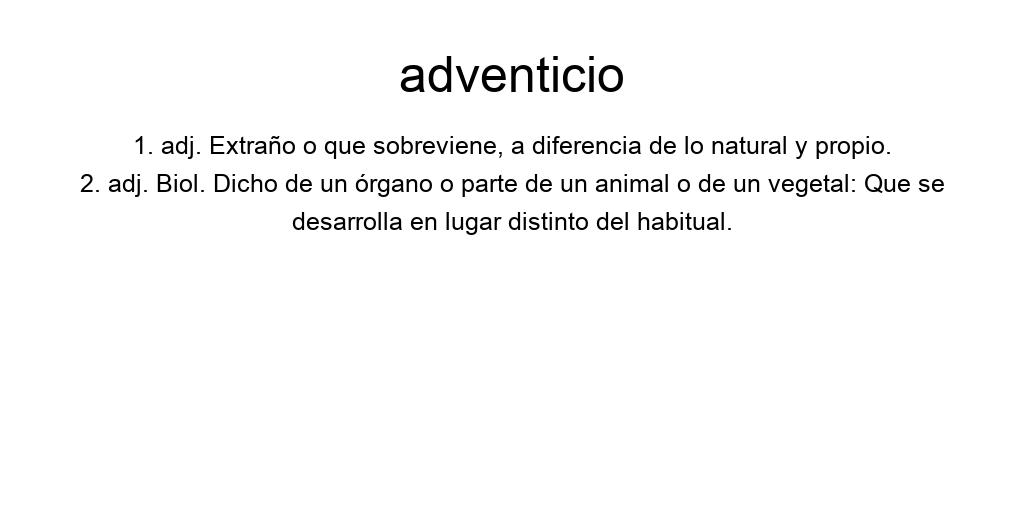 adventicio
1. adj. Extraño o que sobreviene, a diferencia de lo natural y propio.
2. adj. Biol. Dicho de un órgano o parte de un animal o de un vegetal: Que se
desarrolla en lugar distinto del habitual.